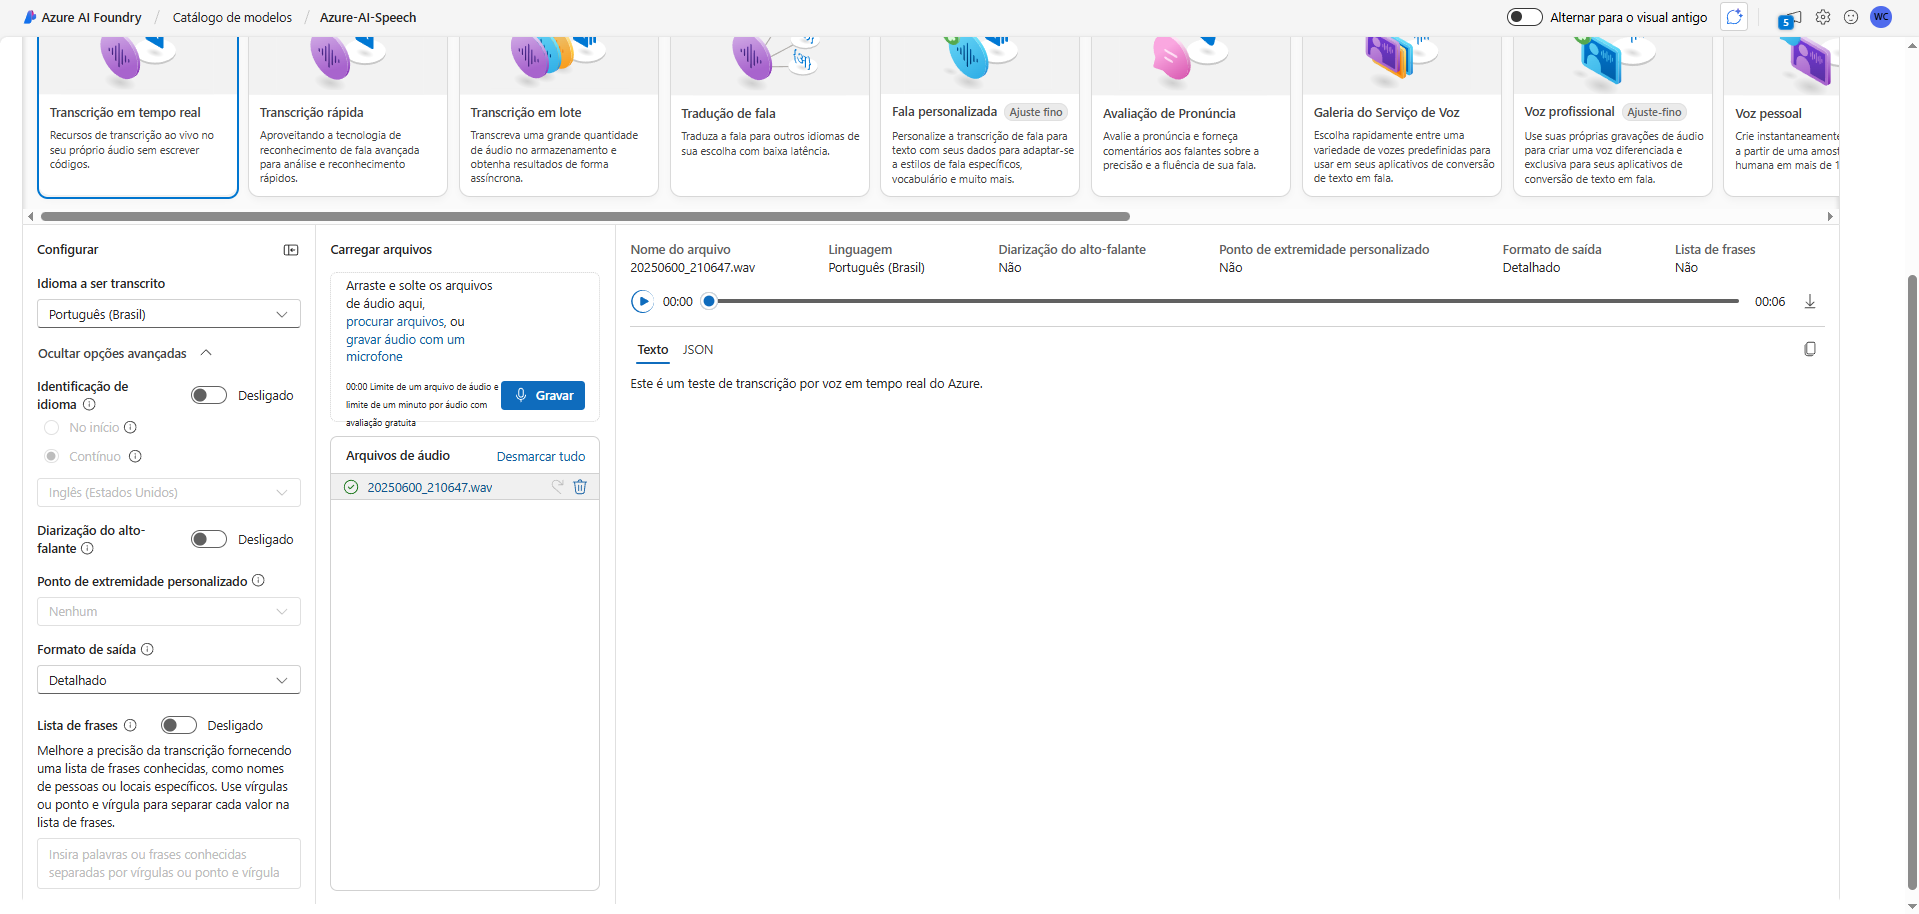 Azure AI Foundry / Catálogo de modelos / Azure-AI-Speech
Alternar para o visual antigo
5
WC
Transcrição em tempo real
Recursos de transcrição ao vivo no
seu próprio áudio sem escrever
códigos.
Transcrição rápida
Aproveitando a tecnologia de
reconhecimento de fala avançada
para análise e reconhecimento
rápidos.
Transcrição em lote
Transcreva uma grande quantidade
de áudio no armazenamento e
obtenha resultados de forma
assíncrona.
Tradução de fala
Traduza a fala para outros idiomas de
sua escolha com baixa latência.
Fala personalizada Ajuste fino
Personalize a transcrição de fala para
texto com seus dados para adaptar-se
a estilos de fala específicos,
vocabulário e muito mais.
Avaliação de Pronúncia
Avalie a pronúncia e forneça
comentários aos falantes sobre a
precisão e a fluência de sua fala.
Galeria do Serviço de Voz
Escolha rapidamente entre uma
variedade de vozes predefinidas para
usar em seus aplicativos de conversão
de texto em fala.
Voz profissional Ajuste-fino
Use suas próprias gravações de áudio
para criar uma voz diferenciada e
exclusiva para seus aplicativos de
conversão de texto em fala.
Voz pessoal
Crie instantaneamente
a partir de uma amos
humana em mais de 1
Configurar
Idioma a ser transcrito
Português (Brasil)
Ocultar opções avançadas
Identificação de
idioma
Desligado
No início
Contínuo
Inglês (Estados Unidos)
Diarização do alto-
falante
Desligado
Ponto de extremidade personalizado
Nenhum
Formato de saída
Detalhado
Lista de frases
Desligado
Melhore a precisão da transcrição fornecendo
uma lista de frases conhecidas, como nomes
de pessoas ou locais específicos. Use vírgulas
ou ponto e vírgula para separar cada valor na
lista de frases.
Insira palavras ou frases conhecidas
separadas por vírgulas ou ponto e vírgula
Carregar arquivos
Arraste e solte os arquivos
de áudio aqui,
procurar arquivos, ou
gravar áudio com um
microfone
00:00 Limite de um arquivo de áudio e
limite de um minuto por áudio com
avaliação gratuita
Gravar
Arquivos de áudio
Desmarcar tudo
20250600_210647.wav
Nome do arquivo
20250600_210647.wav
Linguagem
Português (Brasil)
Diarização do alto-falante
Não
Ponto de extremidade personalizado
Não
Formato de saída
Detalhado
Lista de frases
Não
00:00
00:06
Texto
JSON
Este é um teste de transcrição por voz em tempo real do Azure.